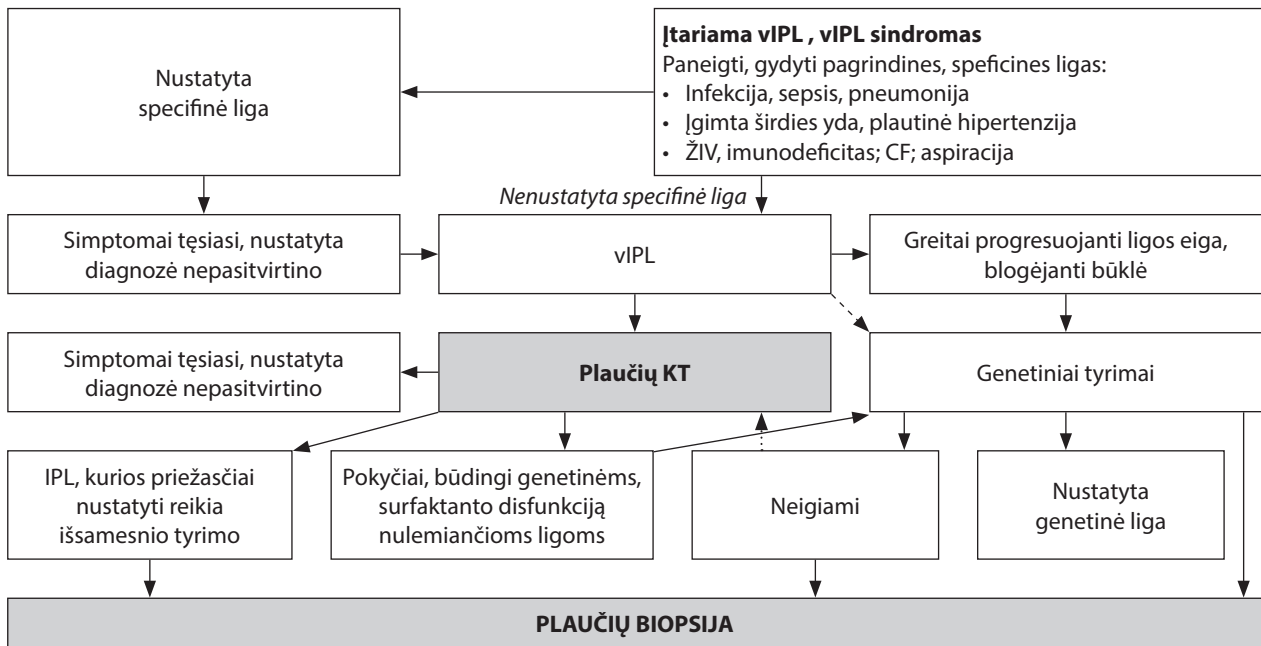 Nustatyta
specifinė liga
Įtariama vIPL , vIPL sindromas
Paneigti, gydyti pagrindines, speficines ligas:
• Infekcija, sepsis, pneumonija
• Įgimta širdies yda, plautinė hipertenzija
• ŽIV, imunodeficitas; CF; aspiracija
Nenustatyta specifinė liga
Simptomai tęsiasi, nustatyta
diagnozė nepasitvirtino
vIPL
Greitai progresuojanti ligos eiga,
blogėjanti būklė
Simptomai tęsiasi, nustatyta
diagnozė nepasitvirtino
Plaučių KT
Genetiniai tyrimai
IPL, kurios priežasčiai
nustatyti reikia
išsamesnio tyrimo
Pokyčiai, būdingi genetinėms,
surfaktanto disfunkciją
nulemiančioms ligoms
Neigiami
Nustatyta
genetinė liga
PLAUČIŲ BIOPSIJA